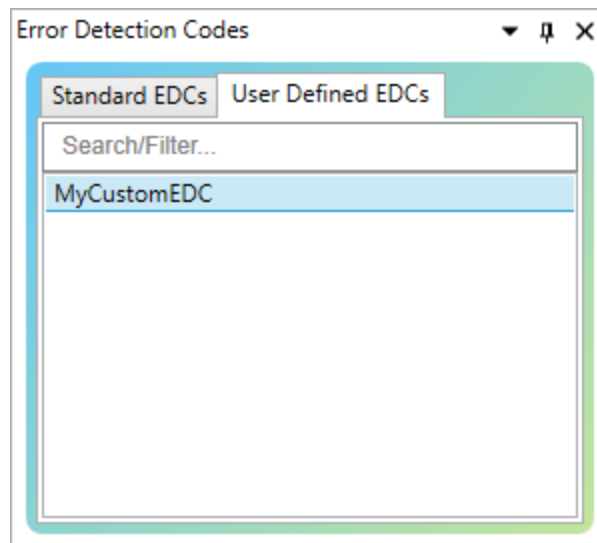 Error Detection Codes
Standard EDCs User Defined EDCs
Search/Filter...
MyCustomEDC